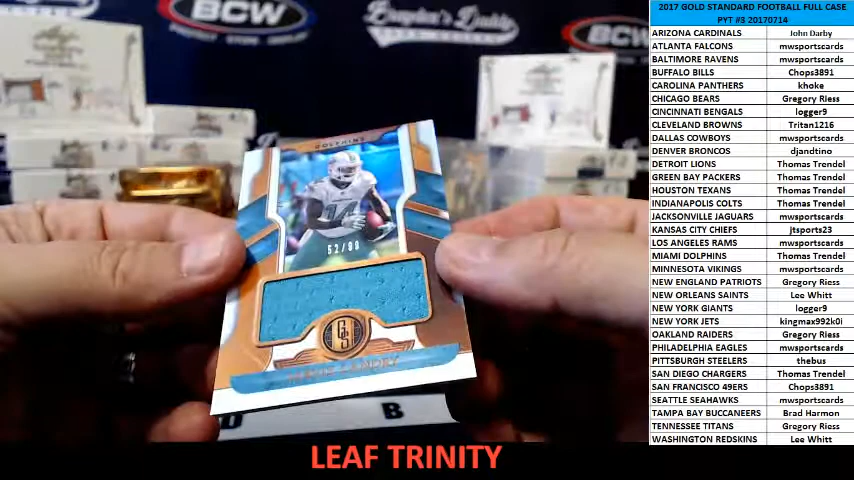 2017 GOLD STANDARD FOOTBALL FULL CASE
PYT #3 20170714
ARIZONA CARDINALS John Darby
ATLANTA FALCONS mwsportscards
BALTIMORE RAVENS mwsportscards
BUFFALO BILLS Chops3891
CAROLINA PANTHERS khoke
CHICAGO BEARS Gregory Riess
CINCINNATI BENGALS logger9
CLEVELAND BROWNS Tritan1216
DALLAS COWBOYS mwsportscards
DENVER BRONCOS djandtino
DETROIT LIONS Thomas Trendel
GREEN BAY PACKERS Thomas Trendel
HOUSTON TEXANS Thomas Trendel
INDIANAPOLIS COLTS Thomas Trendel
JACKSONVILLE JAGUARS mwsportscards
KANSAS CITY CHIEFS jtsports23
LOS ANGELES RAMS mwsportscards
MIAMI DOLPHINS Thomas Trendel
MINNESOTA VIKINGS mwsportscards
NEW ENGLAND PATRIOTS Gregory Riess
NEW ORLEANS SAINTS Lee Whitt
NEW YORK GIANTS logger9
NEW YORK JETS kingmax992k0i
OAKLAND RAIDERS Gregory Riess
PHILADELPHIA EAGLES mwsportscards
PITTSBURGH STEELERS thebus
SAN DIEGO CHARGERS Thomas Trendel
SAN FRANCISCO 49ERS Chops3891
SEATTLE SEAHAWKS mwsportscards
TAMPA BAY BUCCANEERS Brad Harmon
TENNESSEE TITANS Gregory Riess
WASHINGTON REDSKINS Lee Whitt
BCW
BCW
DOLPHINS
14
GS
LANDRY
B
LEAF TRINITY